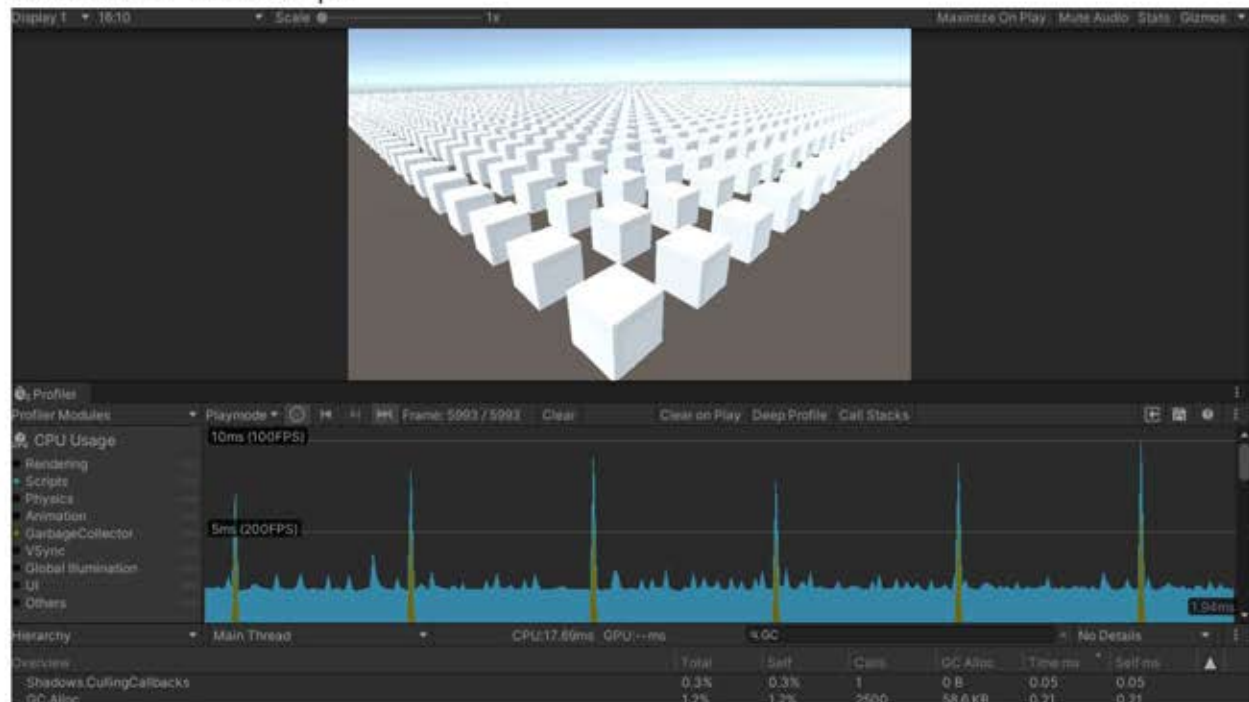 Display 1 16:10 Scale 1x Maximize On Play Mute Audio Stats Gizmos
Profiler
Profiler Modules Playmode Frame: 5993 / 5993 Clear Clear on Play Deep Profile Call Stacks
CPU Usage
Rendering
Scripts
Physics
Animation
GarbageCollector
VSync
Global Illumination
UI
Others
10ms (100FPS)
5ms (200FPS)
1.94ms
Hierarchy Main Thread CPU:17.69ms GPU:--ms GC No Details
Overview Total Self Calls GC Alloc Time ms Self ms
Shadows.CullingCallbacks 0.3% 0.3% 1 0 B 0.05 0.05
GC.Alloc 1.2% 1.2% 2500 58.6 KB 0.21 0.21